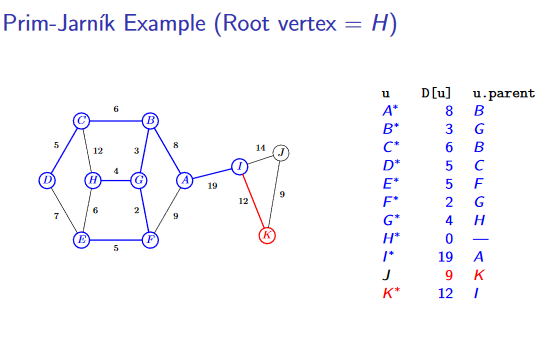 Prim-Jarník Example (Root vertex = H)
u D[u] u.parent
A* 8 B
B* 3 G
C* 6 B
D* 5 C
E* 5 F
F* 2 G
G* 4 H
H* 0 —
I* 19 A
J 9 K
K* 12 I
6
C B
5 12 3 8 14 J
I
D H 4 G A
19
12 9
7 6 2 9
K
E F
5